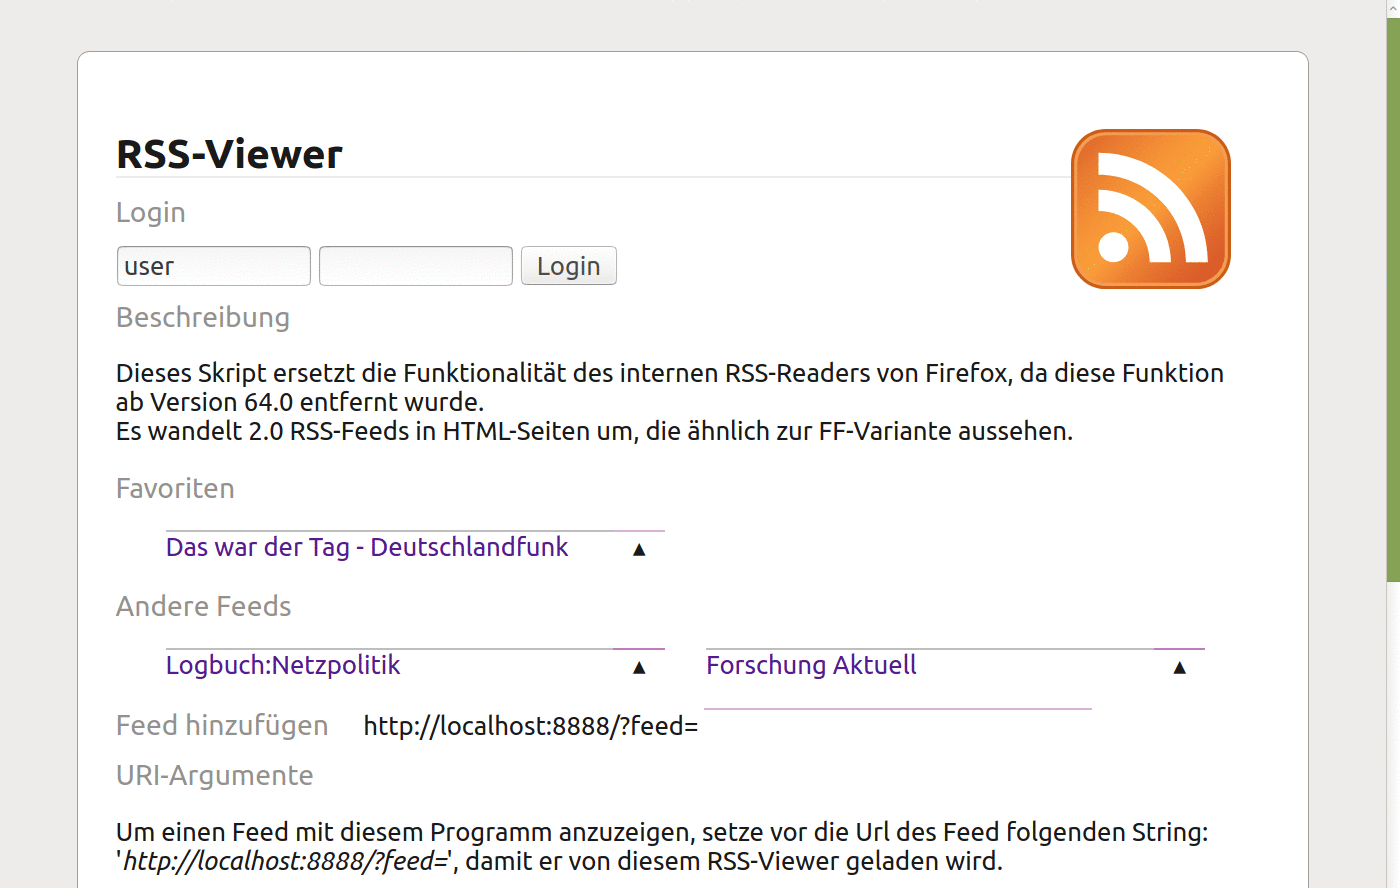 RSS-Viewer
Login
user
Login
Beschreibung
Dieses Skript ersetzt die Funktionalität des internen RSS-Readers von Firefox, da diese Funktion
ab Version 64.0 entfernt wurde.
Es wandelt 2.0 RSS-Feeds in HTML-Seiten um, die ähnlich zur FF-Variante aussehen.
Favoriten
Das war der Tag - Deutschlandfunk ▲
Andere Feeds
Logbuch:Netzpolitik ▲ Forschung Aktuell ▲
Feed hinzufügen http://localhost:8888/?feed=
URI-Argumente
Um einen Feed mit diesem Programm anzuzeigen, setze vor die Url des Feed folgenden String:
'http://localhost:8888/?feed=', damit er von diesem RSS-Viewer geladen wird.